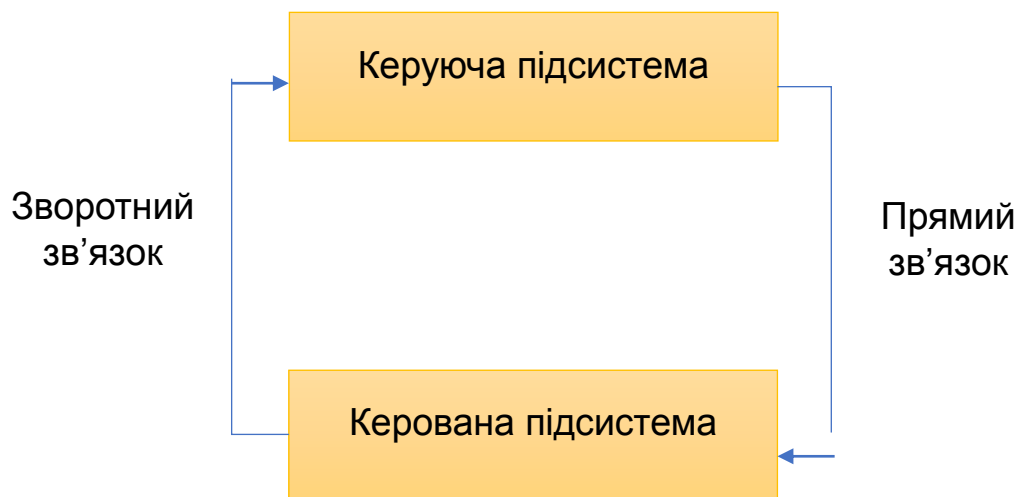 Керуюча підсистема
Зворотний
зв’язок
Прямий
зв’язок
Керована підсистема